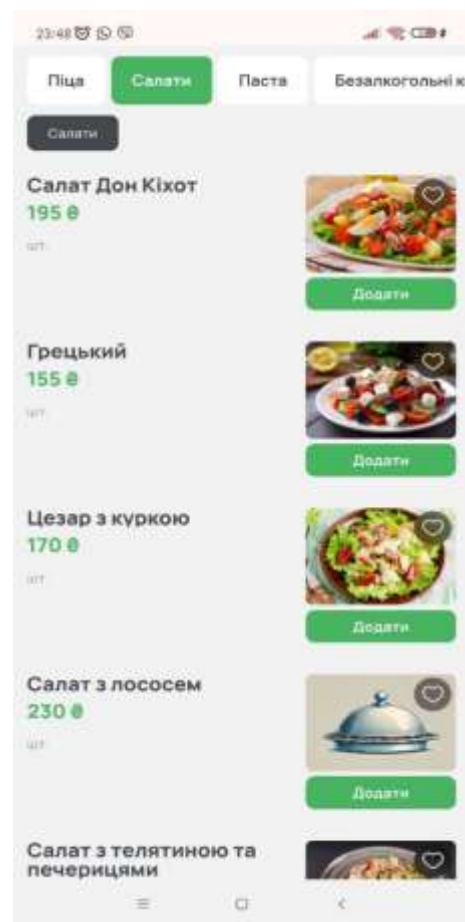 23:48
Піца Салати Паста Безалкогольні к
Салати
Салат Дон Кіхот
195 ₴
шт
Додати
Грецький
155 ₴
шт
Додати
Цезар з куркою
170 ₴
шт
Додати
Салат з лососем
230 ₴
шт
Додати
Салат з телятиною та
печерицями